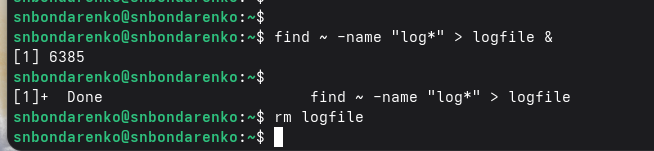 snbondarenko@snbondarenko:~$
snbondarenko@snbondarenko:~$ find ~ -name "log*" > logfile &
[1] 6385
snbondarenko@snbondarenko:~$
[1]+  Done                    find ~ -name "log*" > logfile
snbondarenko@snbondarenko:~$ rm logfile
snbondarenko@snbondarenko:~$